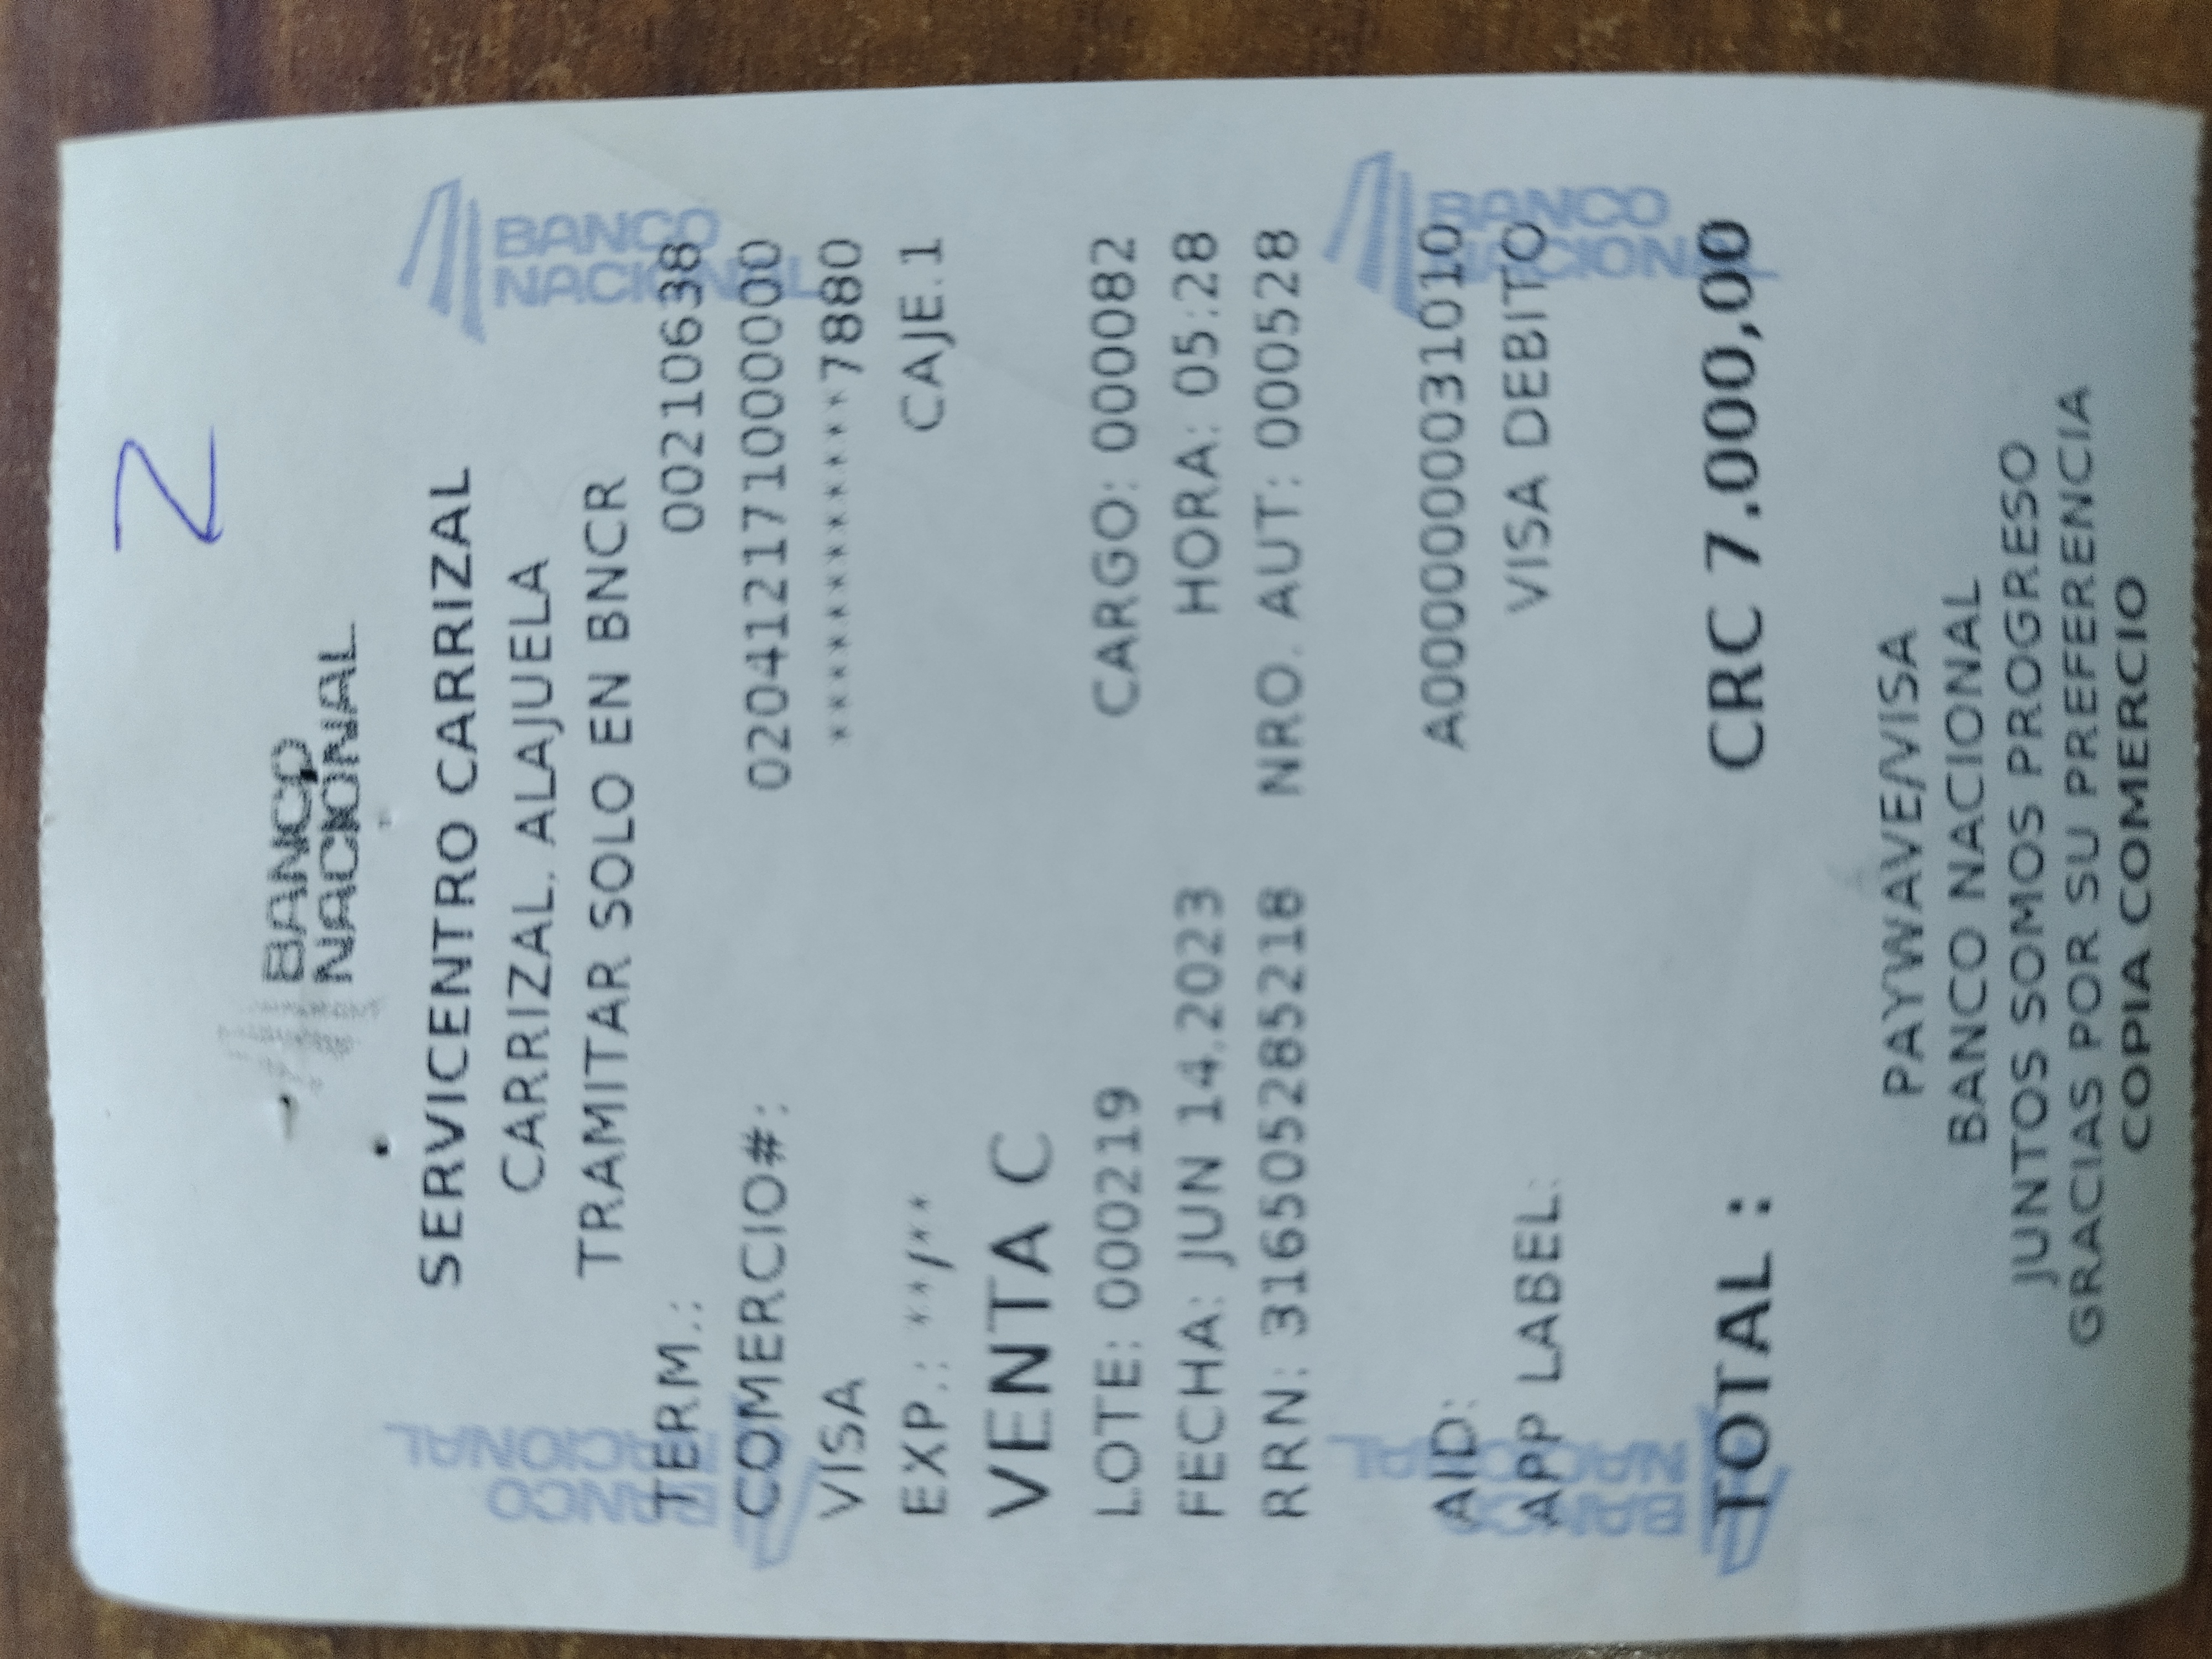 Z
BANCO
NACIONAL
SERVICENTRO CARRIZAL
CARRIZAL, ALAJUELA
TRAMITAR SOLO EN BNCR
TERM.: 00210638
COMERCIO#: 020412171000000
VISA ************7880
EXP.: **/** CAJE.1
VENTA C
LOTE: 000219 CARGO: 000082
FECHA: JUN 14,2023 HORA: 05:28
RRN: 316505285218 NRO. AUT: 000528
AID: A0000000031010
APP LABEL: VISA DEBITO
TOTAL : CRC 7.000,00
PAYWAVE/VISA
BANCO NACIONAL
JUNTOS SOMOS PROGRESO
GRACIAS POR SU PREFERENCIA
COPIA COMERCIO
BANCO
NACIONAL
BANCO
NACIONAL
BANCO
NACIONAL
BANCO
NACIONAL